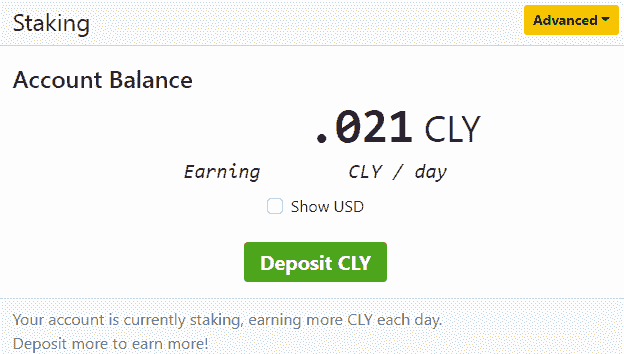 Staking
Advanced
Account Balance
.021 CLY
Earning CLY / day
Show USD
Deposit CLY
Your account is currently staking, earning more CLY each day.
Deposit more to earn more!